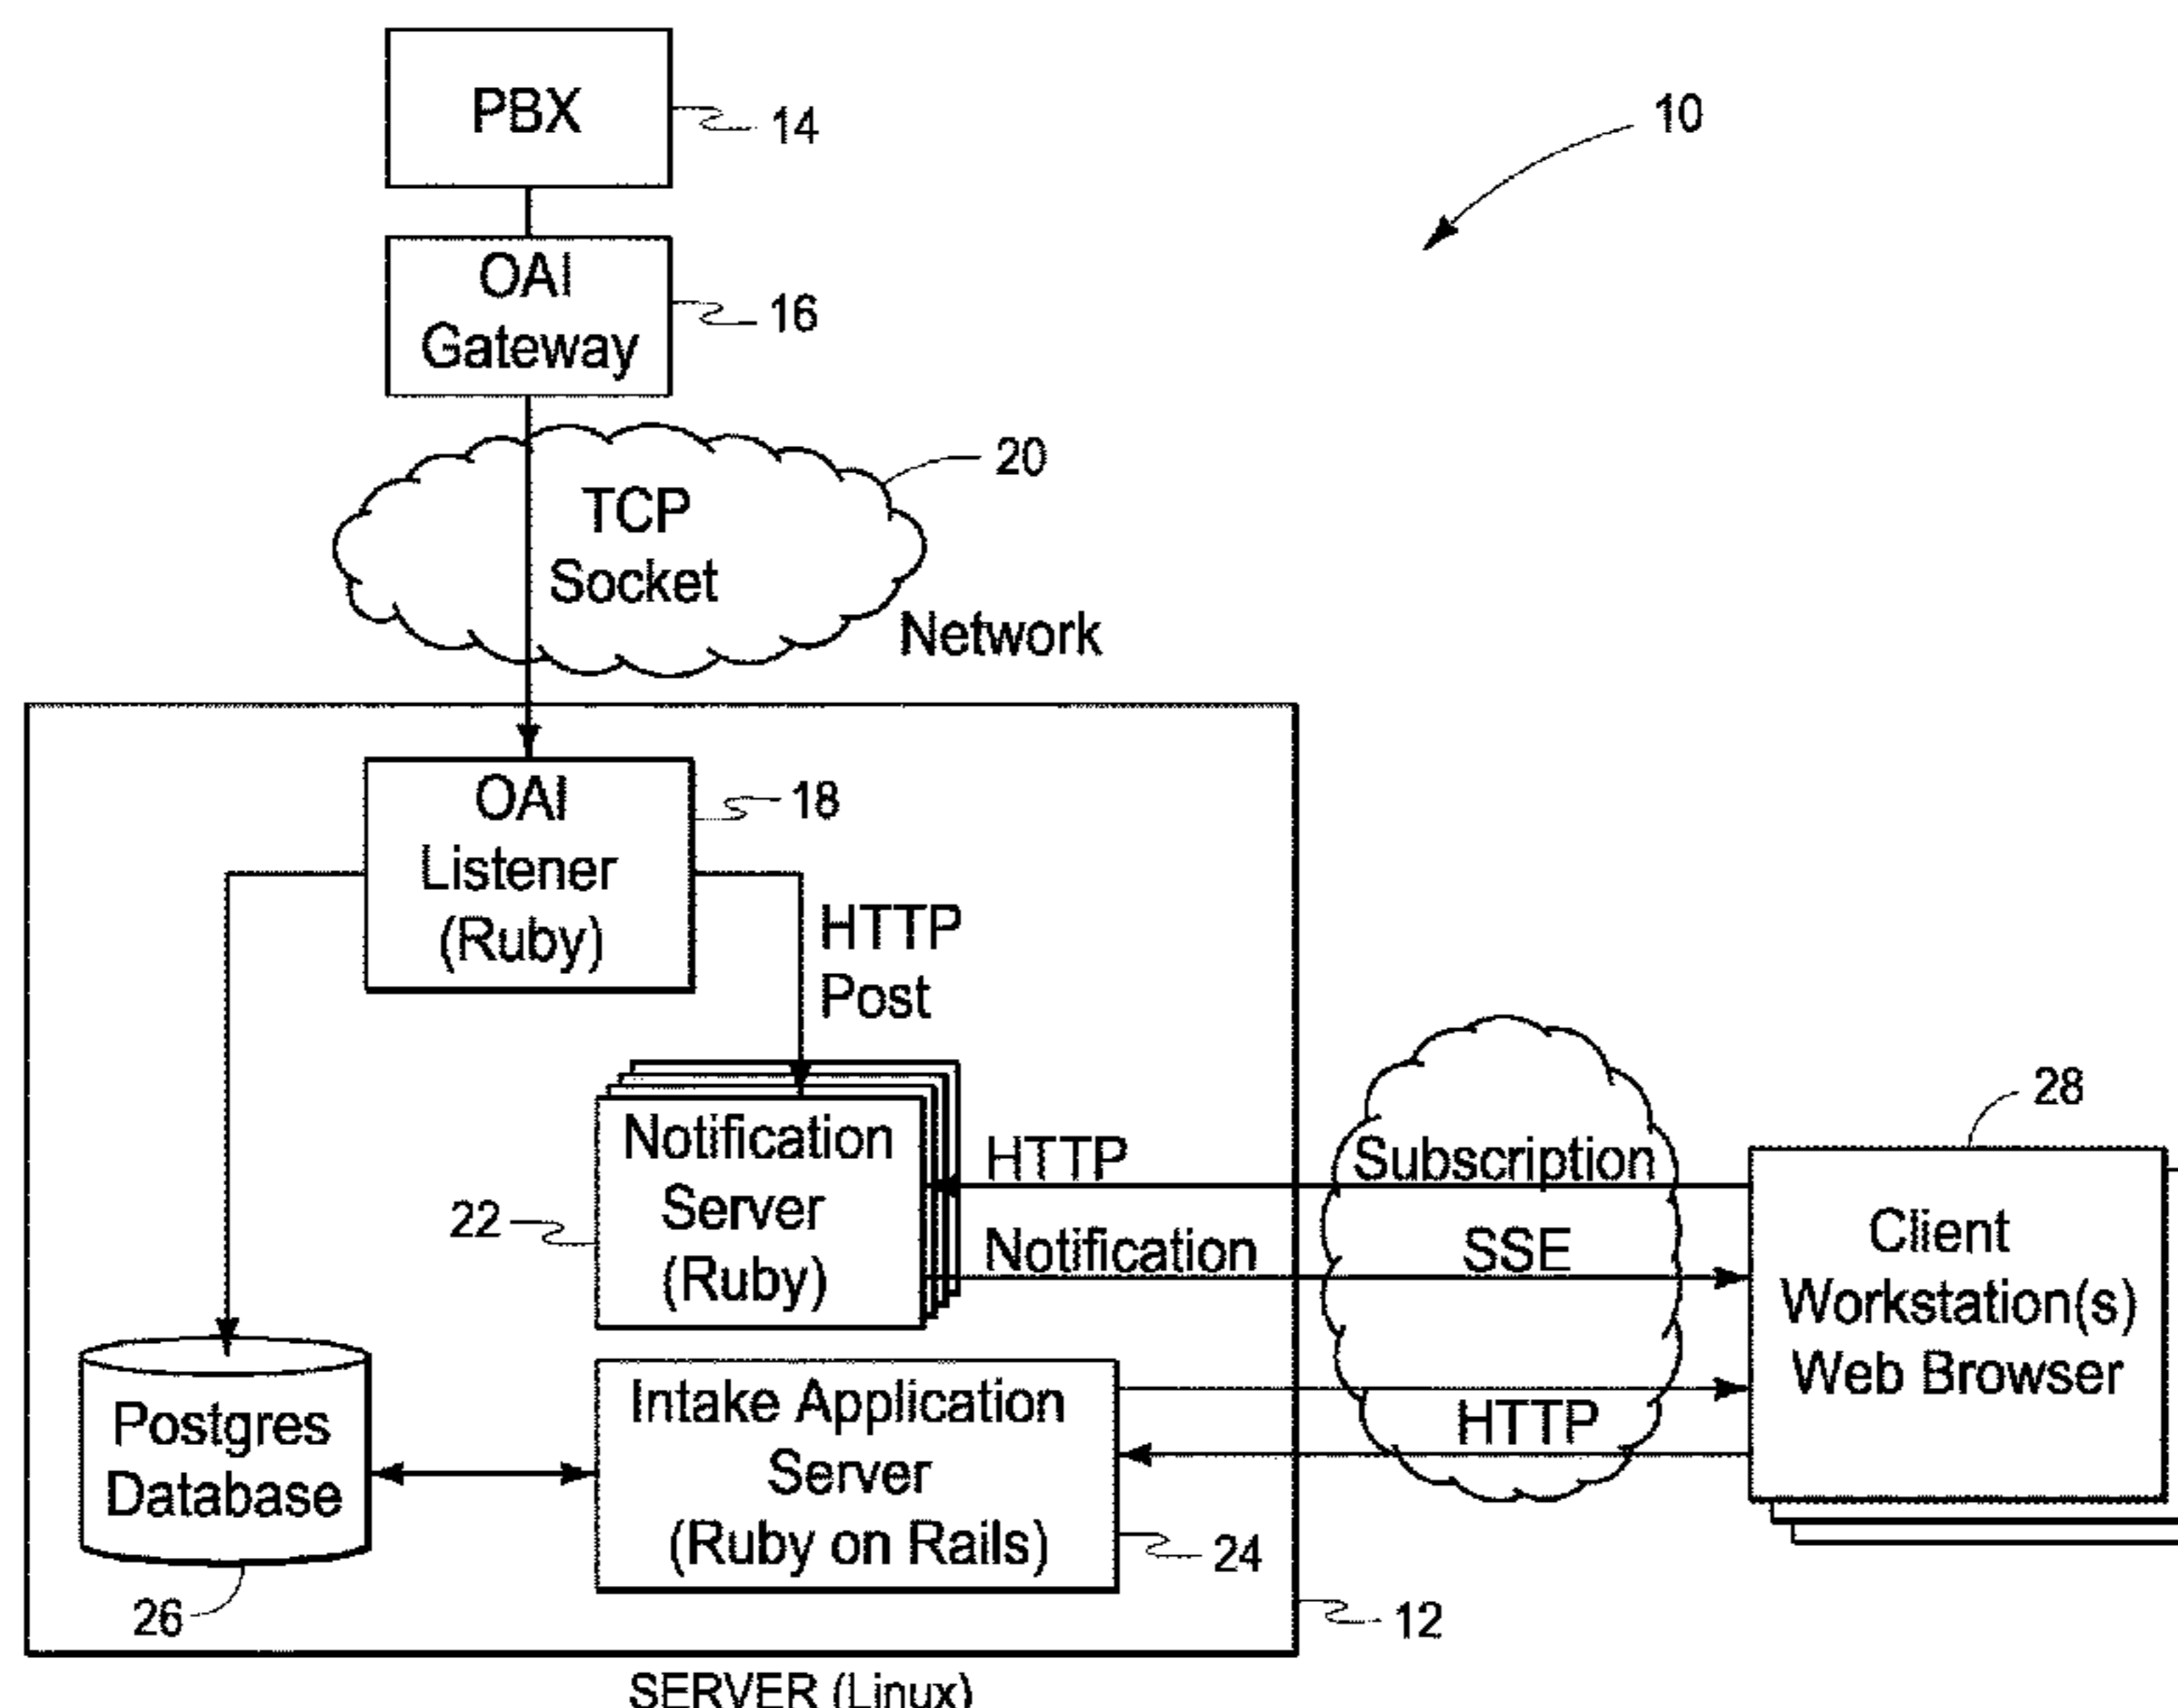 PBX
14
10
OAI
Gateway
16
20
TCP
Socket
Network
OAI
Listener
(Ruby)
18
HTTP
Post
Notification
Server
(Ruby)
22
HTTP
Subscription
Notification
SSE
28
Client
Workstation(s)
Web Browser
Postgres
Database
26
Intake Application
Server
(Ruby on Rails)
24
HTTP
12
SERVER (Linux)